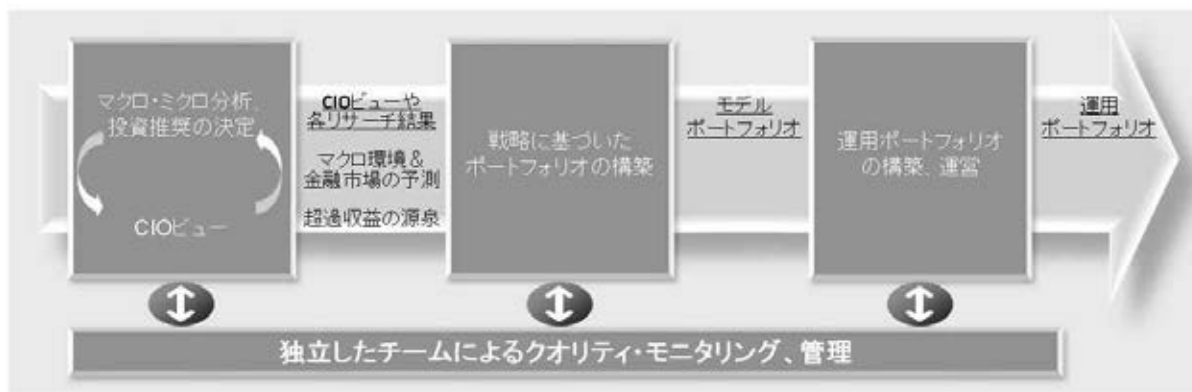 マクロ・ミクロ分析、
投資推奨の決定
CIOビュー
CIOビューや
各リサーチ結果
マクロ環境&
金融市場の予測
超過収益の源泉
戦略に基づいた
ポートフォリオの構築
モデル
ポートフォリオ
運用ポートフォリオ
の構築、運営
運用
ポートフォリオ
独立したチームによるクオリティ・モニタリング、管理